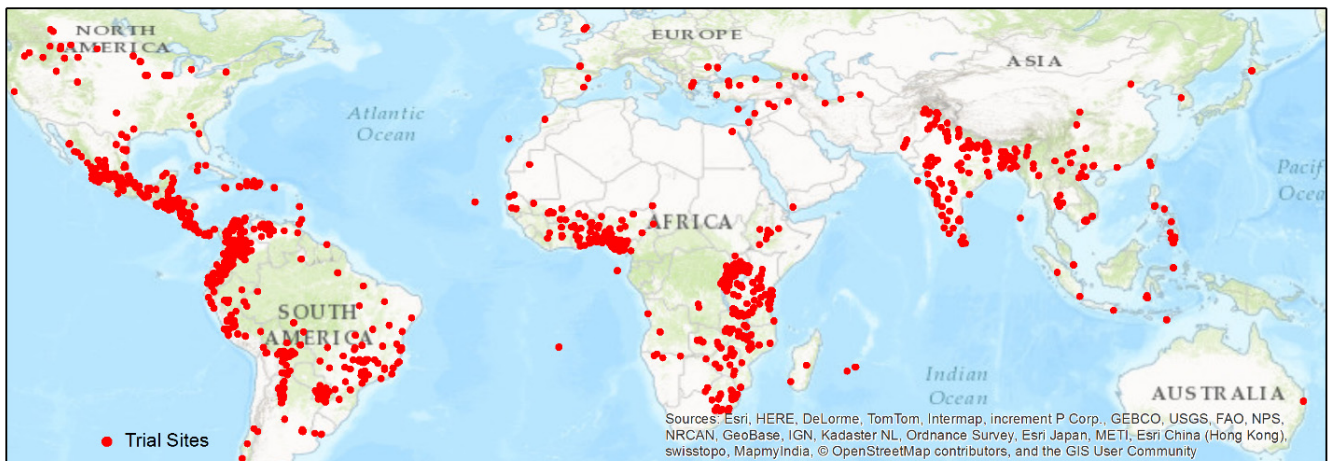 NORTH
AMERICA
EUROPE
ASIA
Atlantic
Ocean
Pacif
Ocea
AFRICA
SOUTH
AMERICA
Indian
Ocean
AUSTRALIA
Trial Sites
Sources: Esri, HERE, DeLorme, TomTom, Intermap, increment P Corp., GEBCO, USGS, FAO, NPS,
NRCAN, GeoBase, IGN, Kadaster NL, Ordnance Survey, Esri Japan, METI, Esri China (Hong Kong),
swisstopo, MapmyIndia, © OpenStreetMap contributors, and the GIS User Community